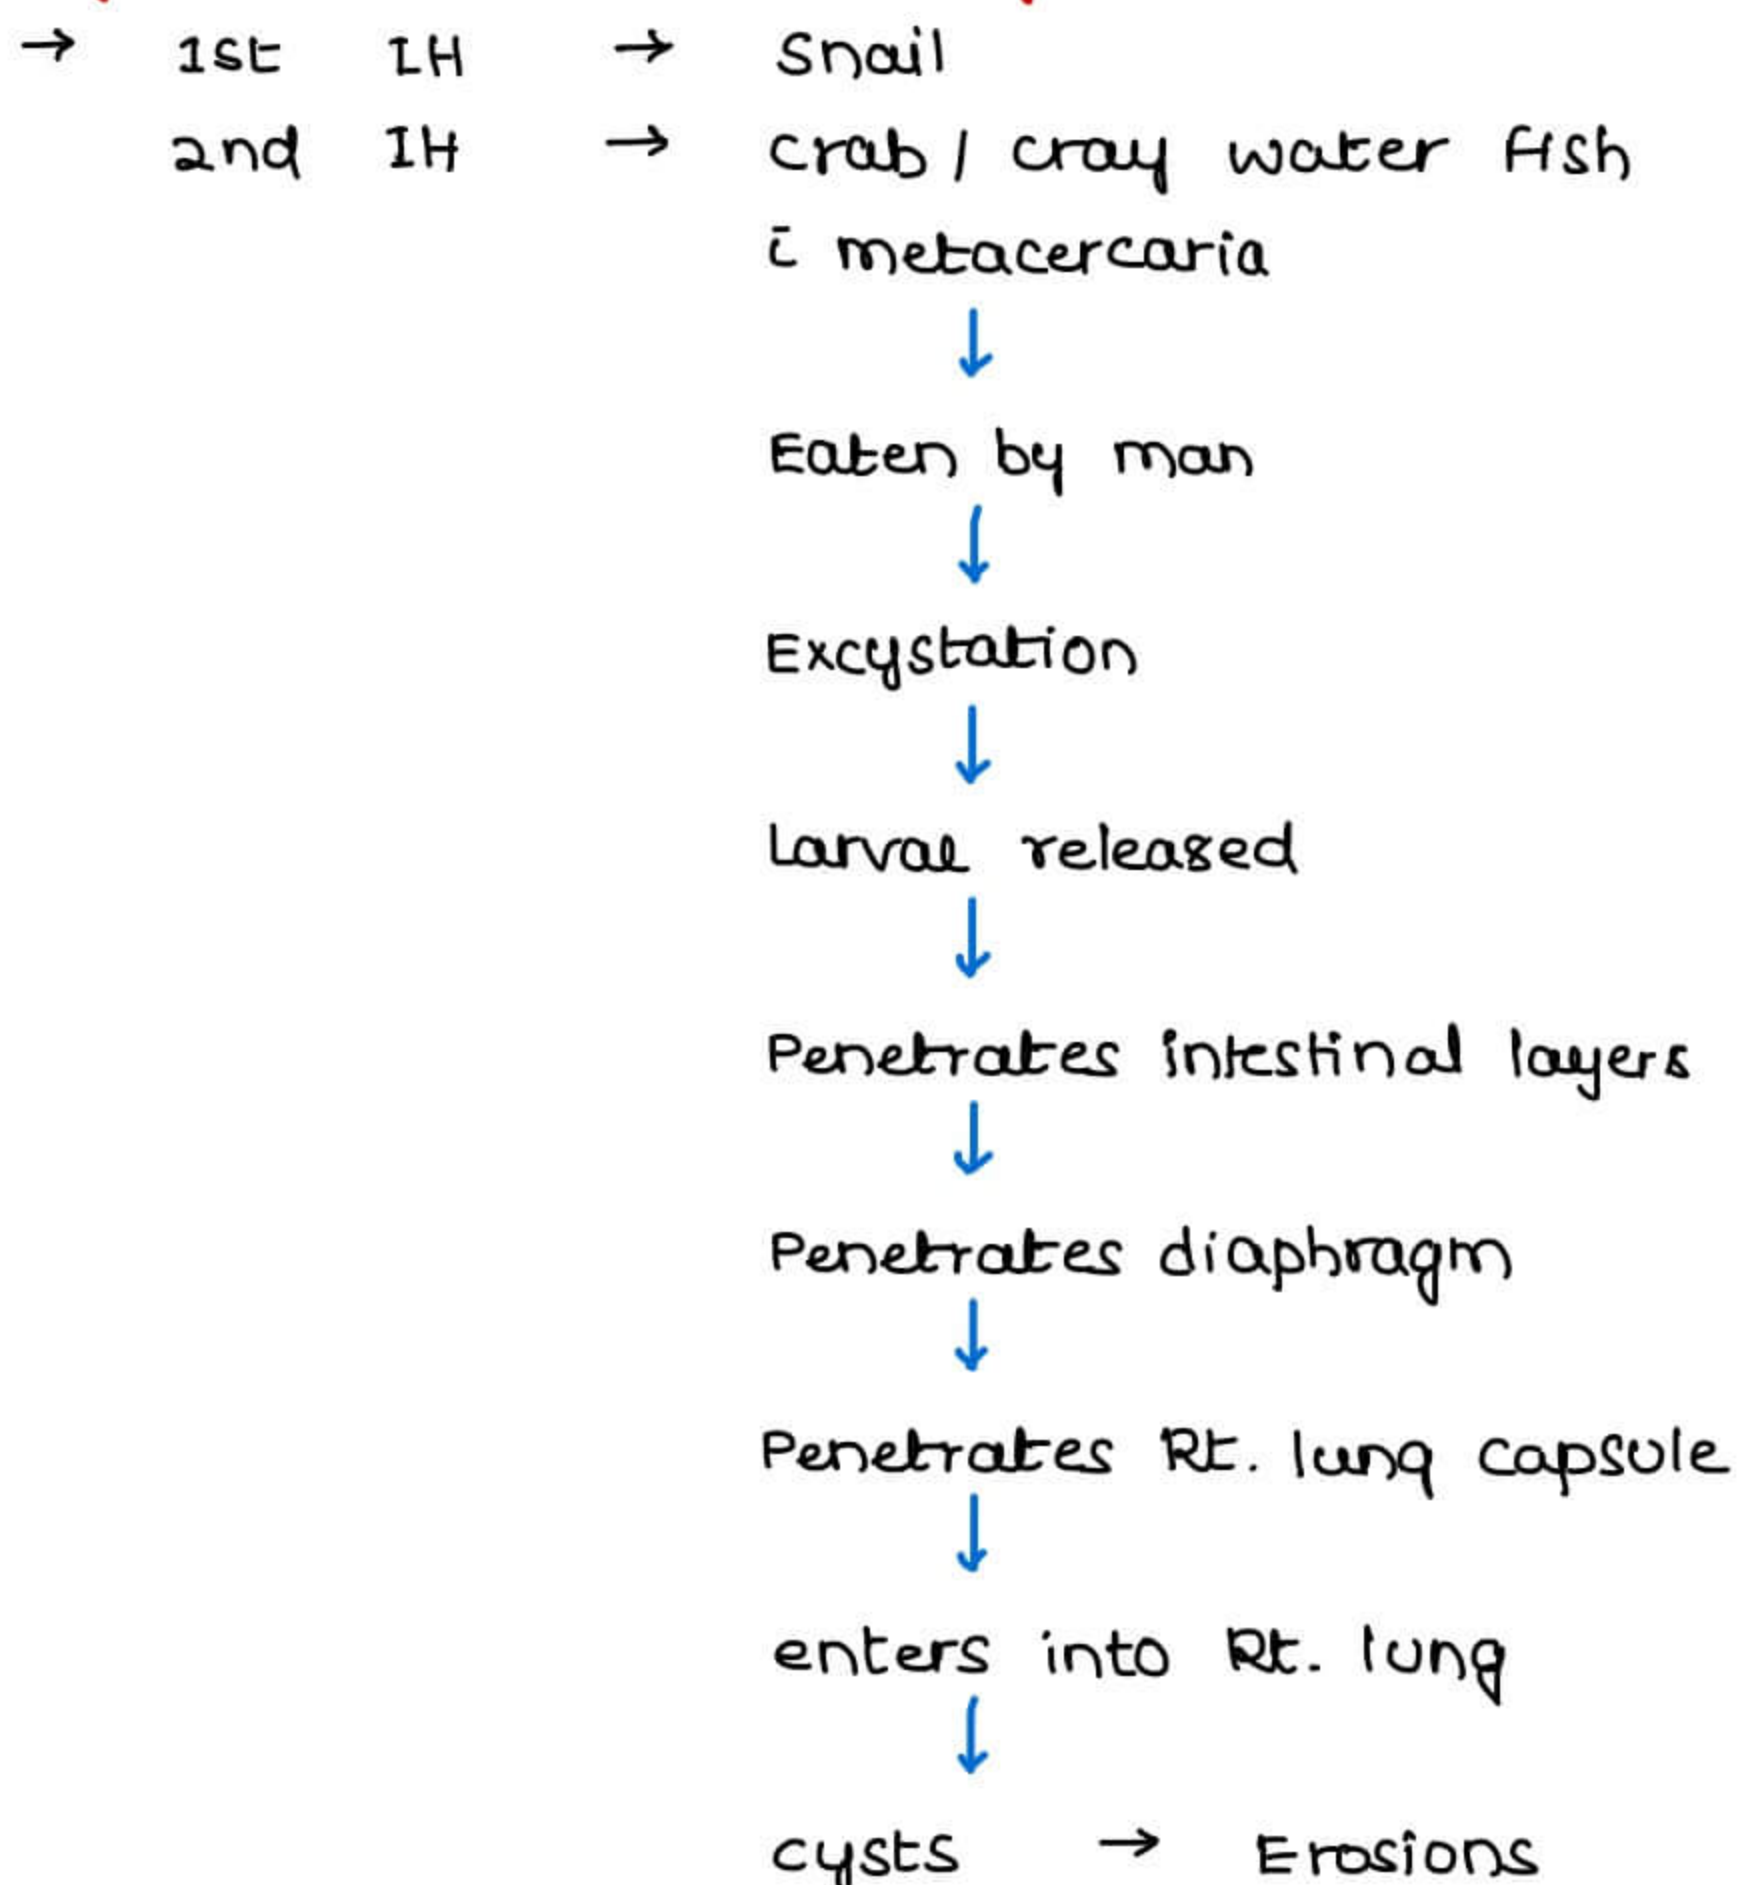 → 1st IH → Snail
2nd IH → crab / cray water fish
c̄ metacercaria
↓
Eaten by man
↓
Excystation
↓
Larvae released
↓
Penetrates intestinal layers
↓
Penetrates diaphragm
↓
Penetrates Rt. lung capsule
↓
enters into Rt. lung
↓
cysts → Erosions